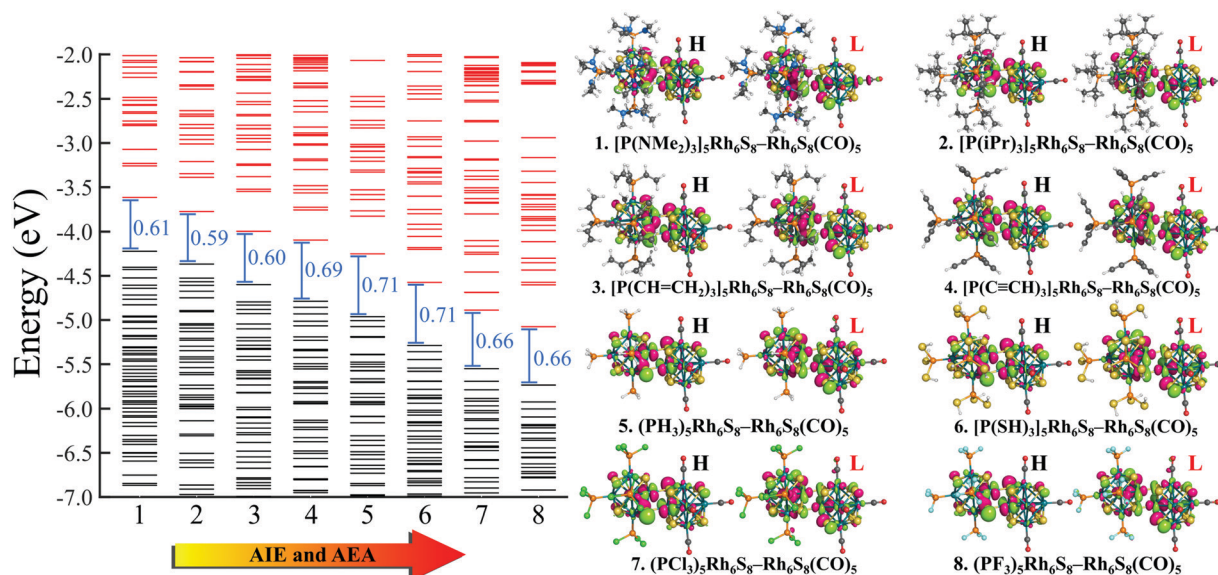 Energy (eV)
-2.0
-2.5
-3.0
-3.5
-4.0
-4.5
-5.0
-5.5
-6.0
-6.5
-7.0
0.61
0.59
0.60
0.69
0.71
0.71
0.66
0.66
1 2 3 4 5 6 7 8
AIE and AEA
H L
1. [P(NMe₂)₃]₅Rh₆S₈–Rh₆S₈(CO)₅
H L
2. [P(iPr)₃]₅Rh₆S₈–Rh₆S₈(CO)₅
H L
3. [P(CH=CH₂)₃]₅Rh₆S₈–Rh₆S₈(CO)₅
H L
4. [P(C≡CH)₃]₅Rh₆S₈–Rh₆S₈(CO)₅
H L
5. (PH₃)₅Rh₆S₈–Rh₆S₈(CO)₅
H L
6. [P(SH)₃]₅Rh₆S₈–Rh₆S₈(CO)₅
H L
7. (PCl₃)₅Rh₆S₈–Rh₆S₈(CO)₅
H L
8. (PF₃)₅Rh₆S₈–Rh₆S₈(CO)₅